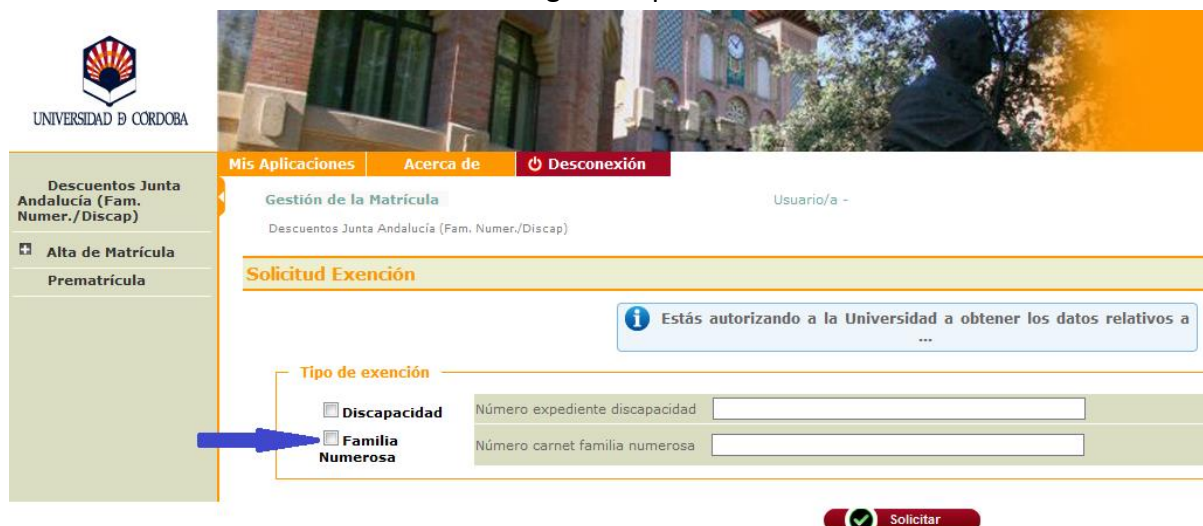 UNIVERSIDAD Đ CÓRDOBA
Mis Aplicaciones Acerca de Desconexión
Descuentos Junta
Andalucía (Fam.
Numer./Discap)
Alta de Matrícula
Prematrícula
Gestión de la Matrícula Usuario/a -
Descuentos Junta Andalucía (Fam. Numer./Discap)
Solicitud Exención
Estás autorizando a la Universidad a obtener los datos relativos a
...
Tipo de exención
Discapacidad Número expediente discapacidad
Familia
Numerosa Número carnet familia numerosa
Solicitar